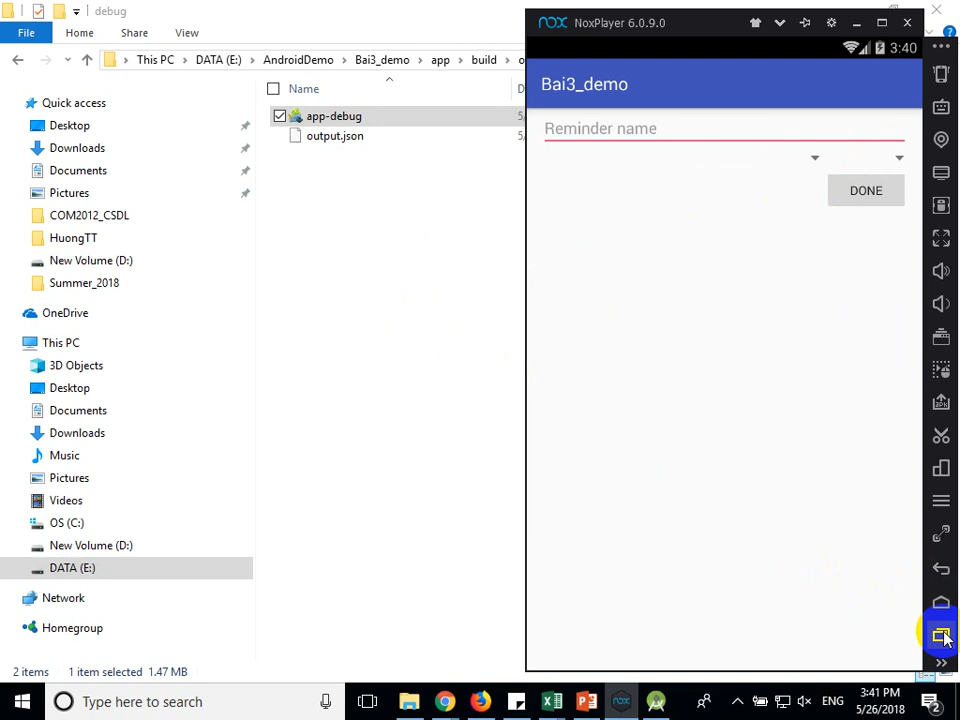 debug
File Home Share View
This PC DATA (E:) AndroidDemo Bai3_demo app build
Quick access
Desktop
Downloads
Documents
Pictures
COM2012_CSDL
HuongTT
New Volume (D:)
Summer_2018
OneDrive
This PC
3D Objects
Desktop
Documents
Downloads
Music
Pictures
Videos
OS (C:)
New Volume (D:)
DATA (E:)
Network
Homegroup
Name
app-debug
output.json
2 items 1 item selected 1.47 MB
nox NoxPlayer 6.0.9.0
3:40
Bai3_demo
Reminder name
DONE
Type here to search
ENG
3:41 PM
5/26/2018
2